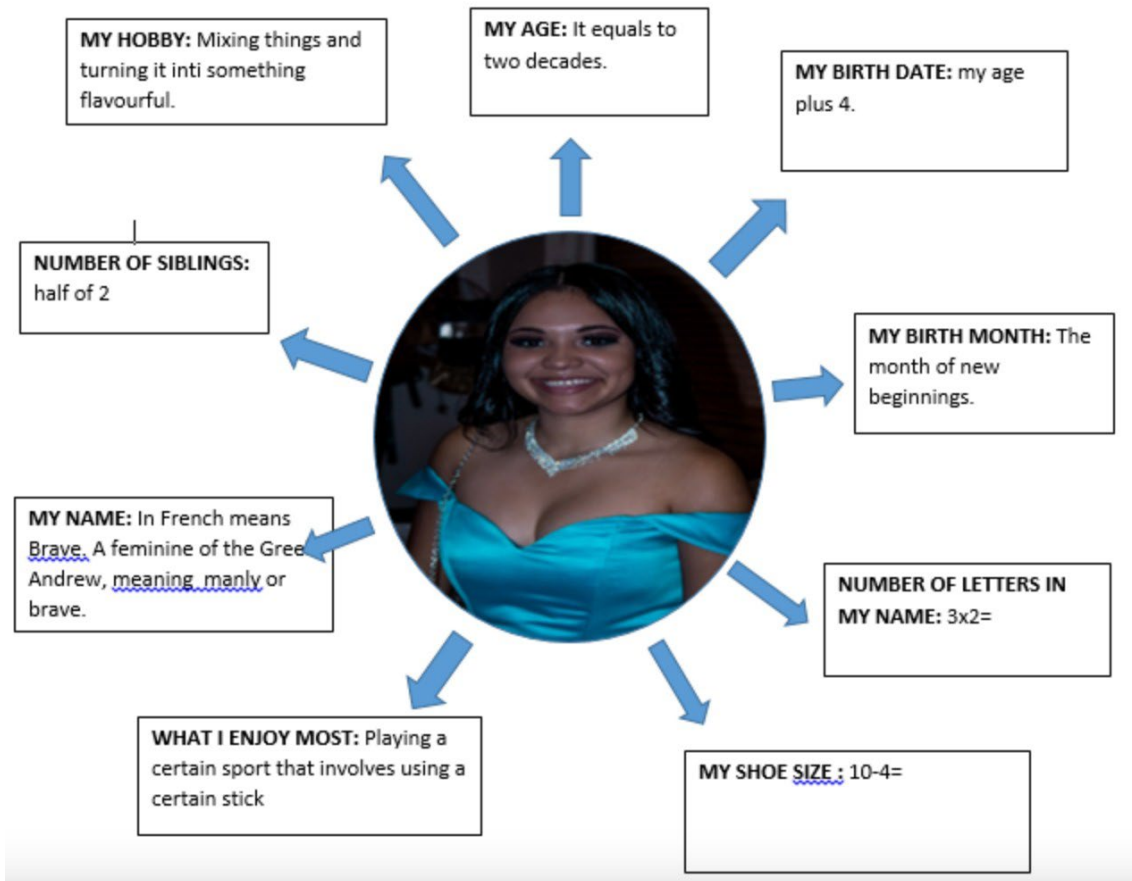 MY HOBBY: Mixing things and
turning it inti something
flavourful.
MY AGE: It equals to
two decades.
MY BIRTH DATE: my age
plus 4.
NUMBER OF SIBLINGS:
half of 2
MY BIRTH MONTH: The
month of new
beginnings.
MY NAME: In French means
Brave. A feminine of the Gree
Andrew, meaning manly or
brave.
NUMBER OF LETTERS IN
MY NAME: 3x2=
WHAT I ENJOY MOST: Playing a
certain sport that involves using a
certain stick
MY SHOE SIZE : 10-4=